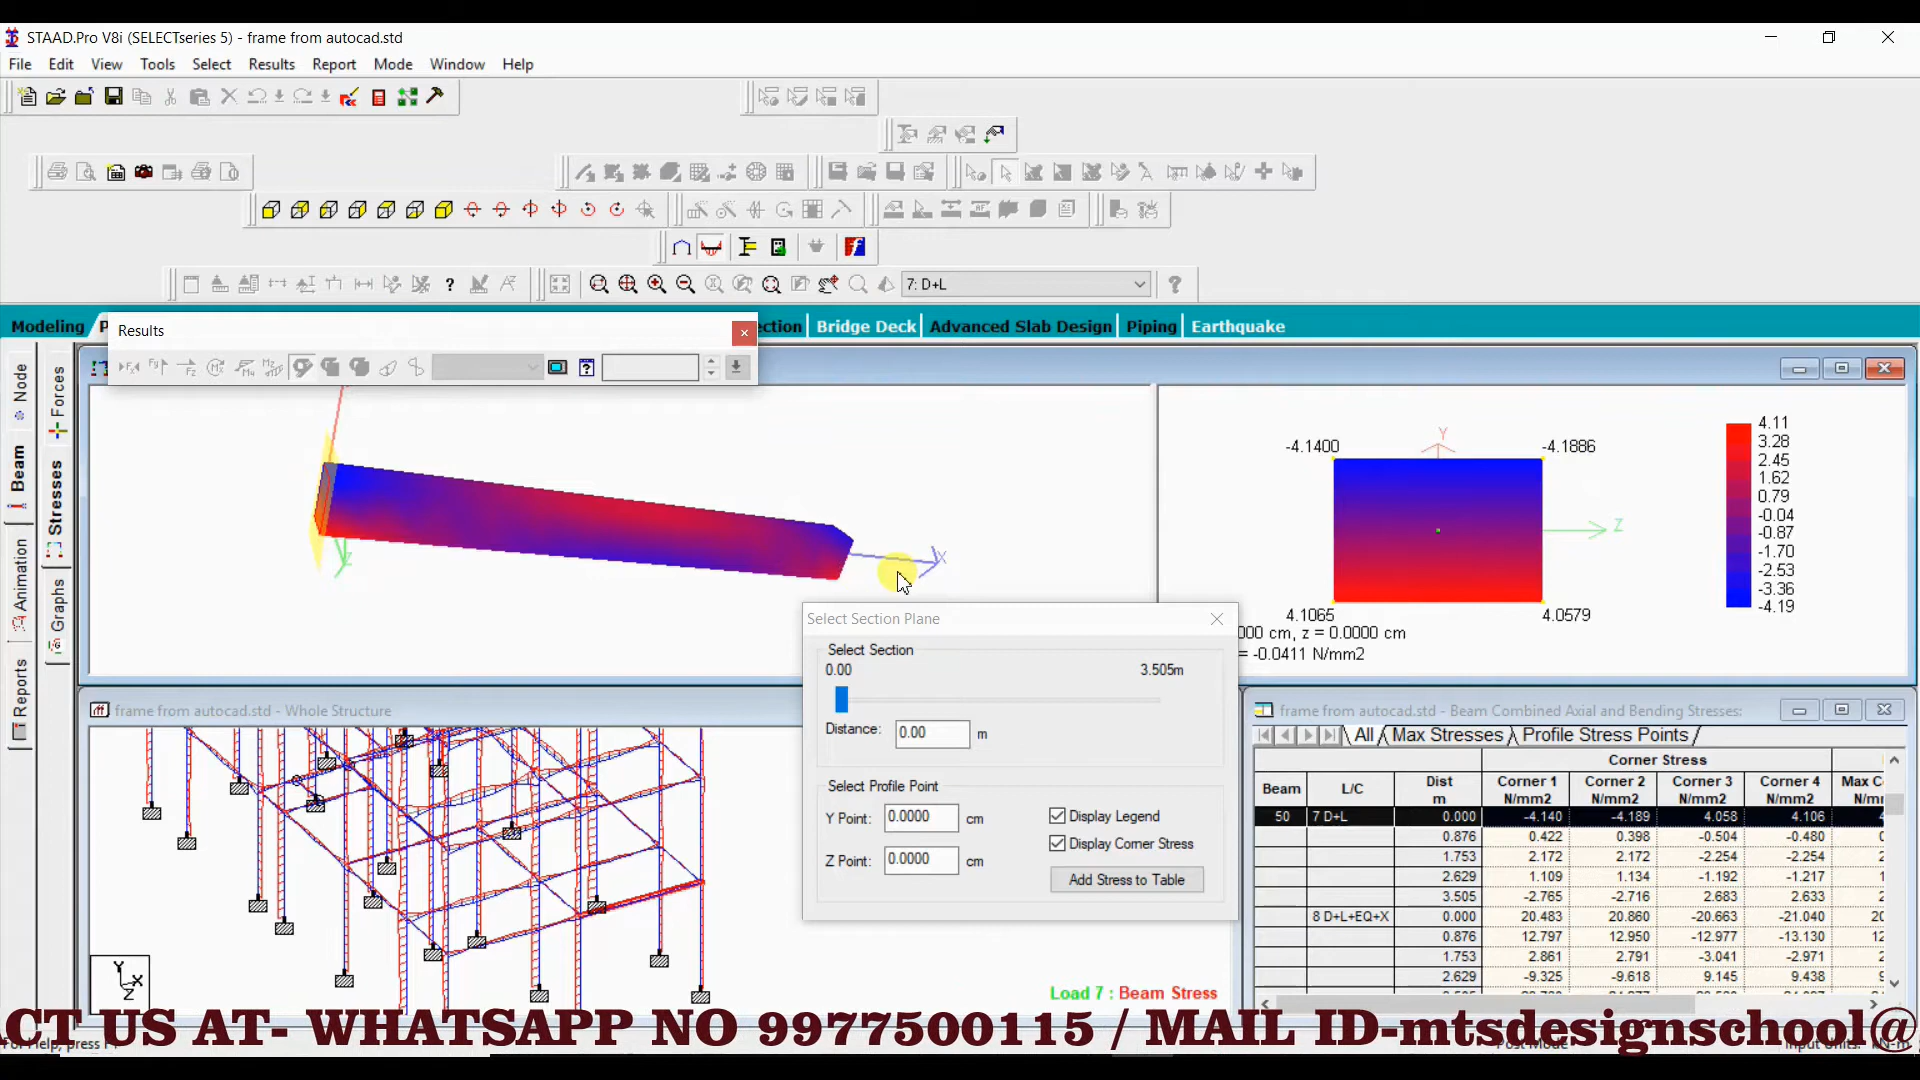 STAAD.Pro V8i (SELECTseries 5) - frame from autocad.std
File Edit View Tools Select Results Report Mode Window Help
7: D+L
Modeling
Bridge Deck
Advanced Slab Design
Piping
Earthquake
Results
Node
Beam
Animation
Reports
Forces
Stresses
Graphs
X
Z
-4.1400
Y
-4.1886
Z
4.1065
4.0579
000 cm, z = 0.0000 cm
= -0.0411 N/mm2
4.11
3.28
2.45
1.62
0.79
-0.04
-0.87
-1.70
-2.53
-3.36
-4.19
Select Section Plane
Select Section
0.00 3.505m
Distance: 0.00 m
Select Profile Point
Y Point: 0.0000 cm
Z Point: 0.0000 cm
Display Legend
Display Corner Stress
Add Stress to Table
frame from autocad.std - Whole Structure
Y
X
Z
Load 7 : Beam Stress
frame from autocad.std - Beam Combined Axial and Bending Stresses:
All Max Stresses Profile Stress Points
Corner Stress
Beam L/C Dist m Corner 1 N/mm2 Corner 2 N/mm2 Corner 3 N/mm2 Corner 4 N/mm2 Max C
50 7 D+L 0.000 -4.140 -4.189 4.058 4.106
0.876 0.422 0.398 -0.504 -0.480
1.753 2.172 2.172 -2.254 -2.254
2.629 1.109 1.134 -1.192 -1.217
3.505 -2.765 -2.716 2.683 2.633
8 D+L+EQ+X 0.000 20.483 20.860 -20.663 -21.040
0.876 12.797 12.950 -12.977 -13.130
1.753 2.861 2.791 -3.041 -2.971
2.629 -9.325 -9.618 9.145 9.438
CT US AT- WHATSAPP NO 9977500115 / MAIL ID-mtsdesignschool@